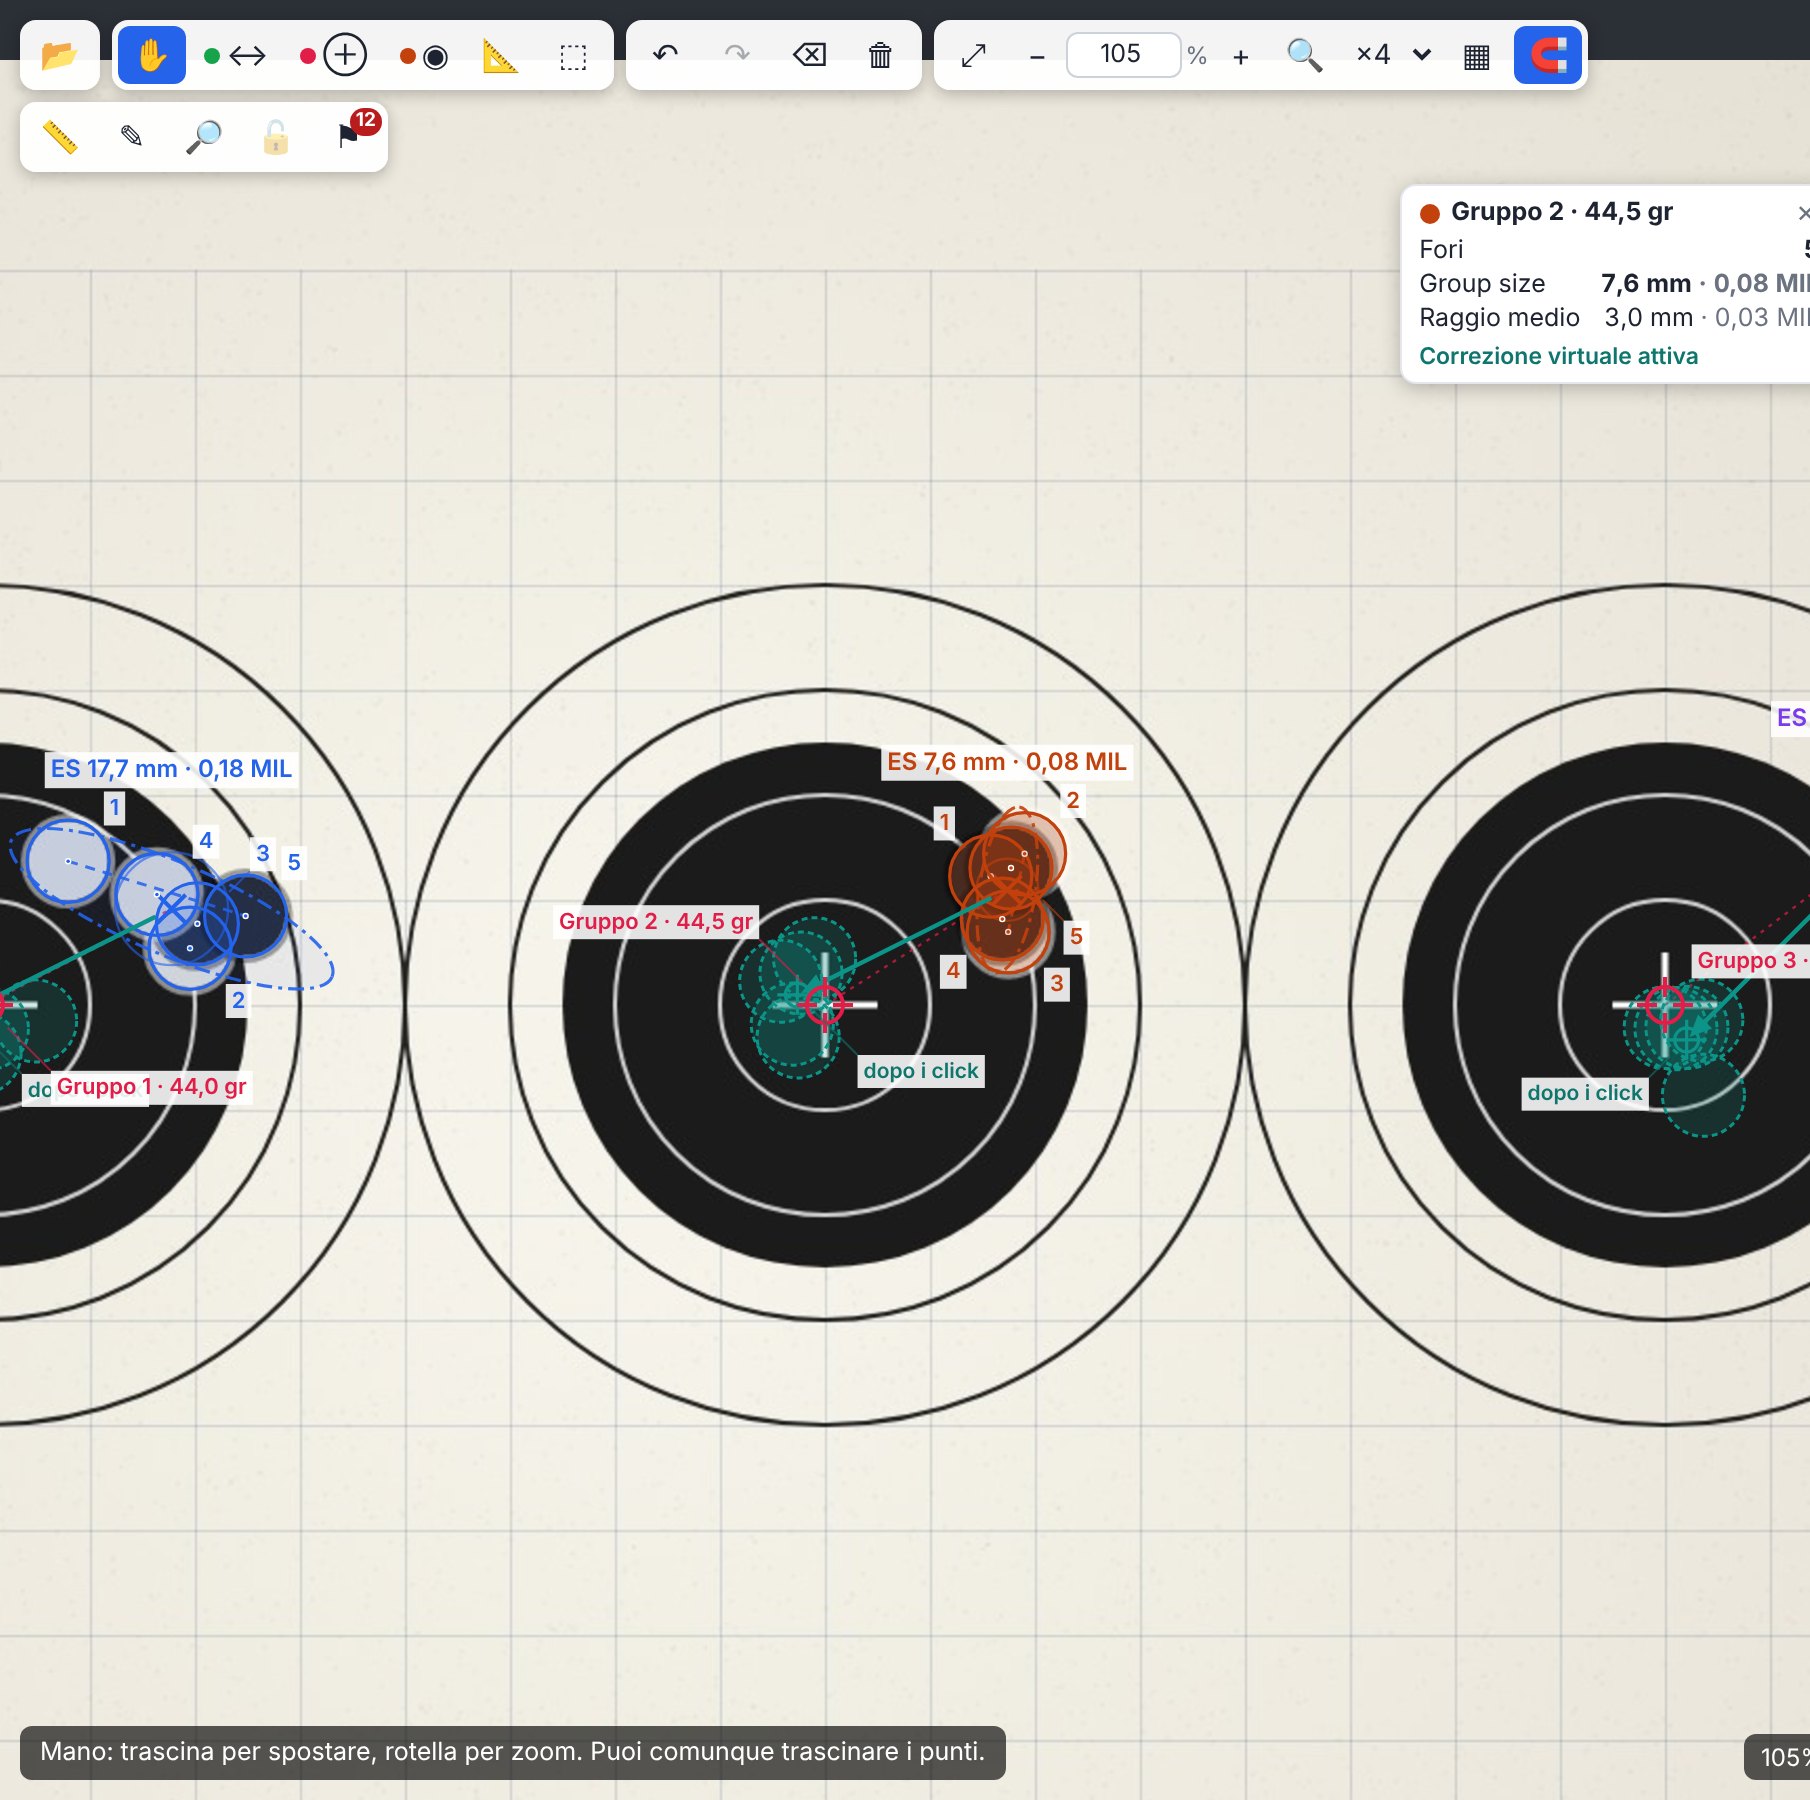 105 %
×4
12
Gruppo 2 · 44,5 gr ×
Fori
Group size 7,6 mm · 0,08
Raggio medio 3,0 mm · 0,03
Correzione virtuale attiva
ES
ES 17,7 mm · 0,18 MIL
ES 7,6 mm · 0,08 MIL
1
4
3
5
2
1
2
5
4
3
Gruppo 2 · 44,5 gr
Gruppo 3 ·
dopo i click
dopo i click
Gruppo 1 · 44,0 gr
Mano: trascina per spostare, rotella per zoom. Puoi comunque trascinare i punti.
105%